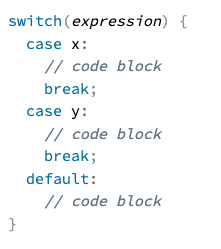 switch(expression) {
  case x:
    // code block
    break;
  case y:
    // code block
    break;
  default:
    // code block
}